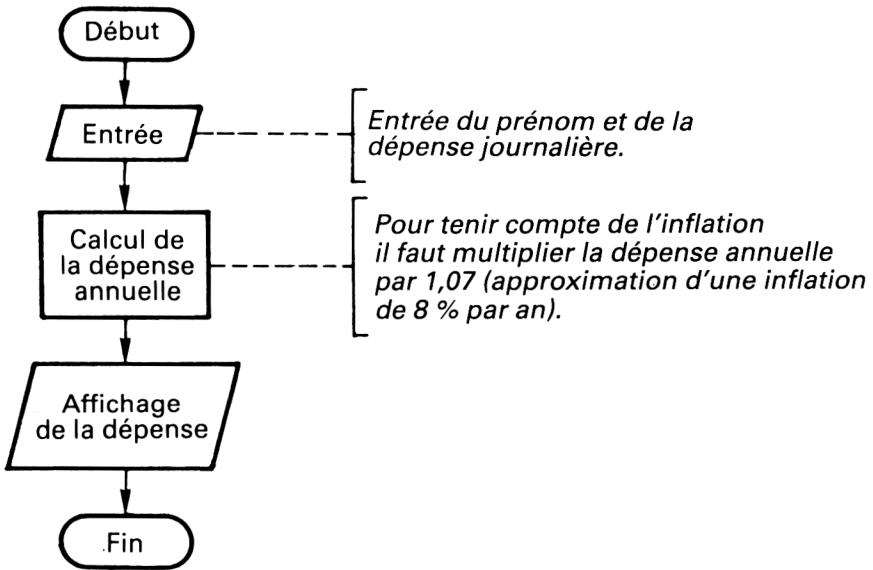 Début
Entrée
Entrée du prénom et de la
dépense journalière.
Calcul de
la dépense
annuelle
Pour tenir compte de l'inflation
il faut multiplier la dépense annuelle
par 1,07 (approximation d'une inflation
de 8 % par an).
Affichage
de la dépense
Fin